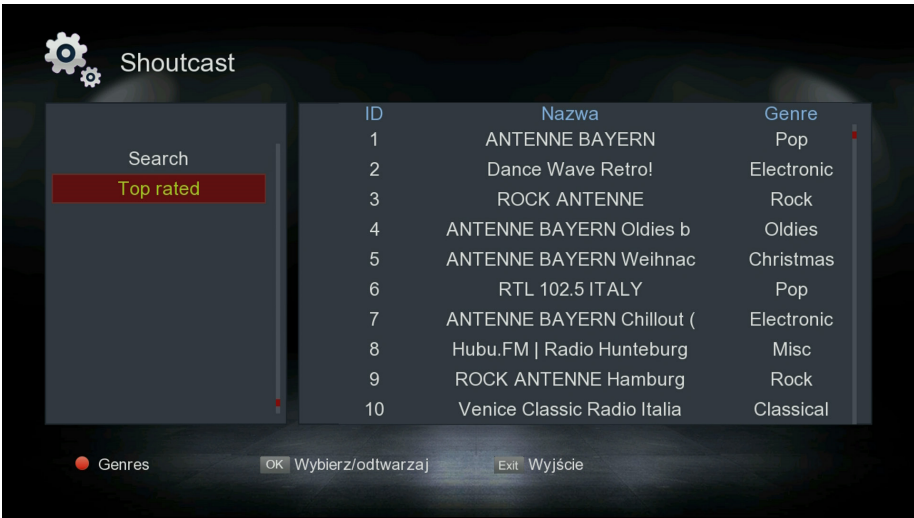 Shoutcast
Search
Top rated
ID Nazwa Genre
1 ANTENNE BAYERN Pop
2 Dance Wave Retro! Electronic
3 ROCK ANTENNE Rock
4 ANTENNE BAYERN Oldies b Oldies
5 ANTENNE BAYERN Weihnac Christmas
6 RTL 102.5 ITALY Pop
7 ANTENNE BAYERN Chillout ( Electronic
8 Hubu.FM | Radio Hunteburg Misc
9 ROCK ANTENNE Hamburg Rock
10 Venice Classic Radio Italia Classical
Genres OK Wybierz/odtwarzaj Exit Wyjście